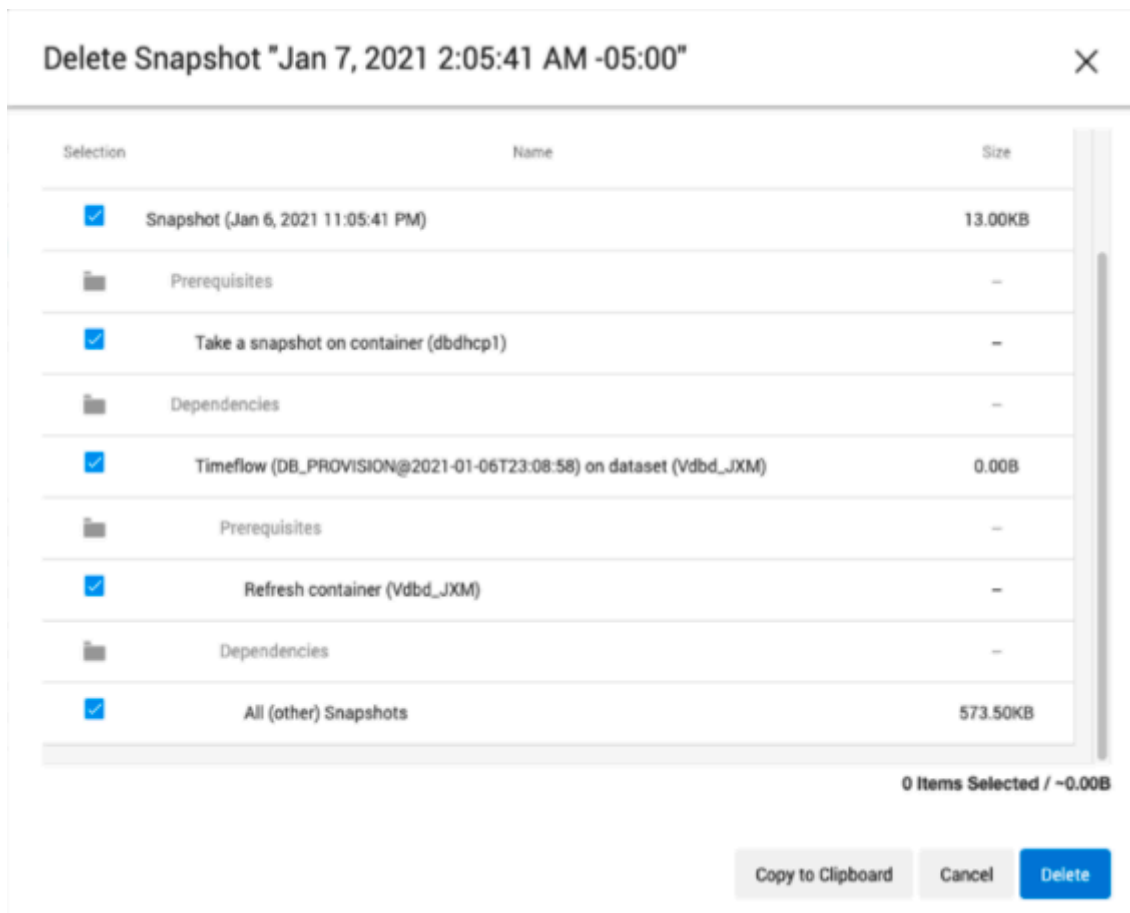 Delete Snapshot "Jan 7, 2021 2:05:41 AM -05:00"
Selection Name Size
Snapshot (Jan 6, 2021 11:05:41 PM) 13.00KB
Prerequisites –
Take a snapshot on container (dbdhcp1) –
Dependencies –
Timeflow (DB_PROVISION@2021-01-06T23:08:58) on dataset (Vdbd_JXM) 0.00B
Prerequisites –
Refresh container (Vdbd_JXM) –
Dependencies –
All (other) Snapshots 573.50KB
0 Items Selected / ~0.00B
Copy to Clipboard Cancel Delete